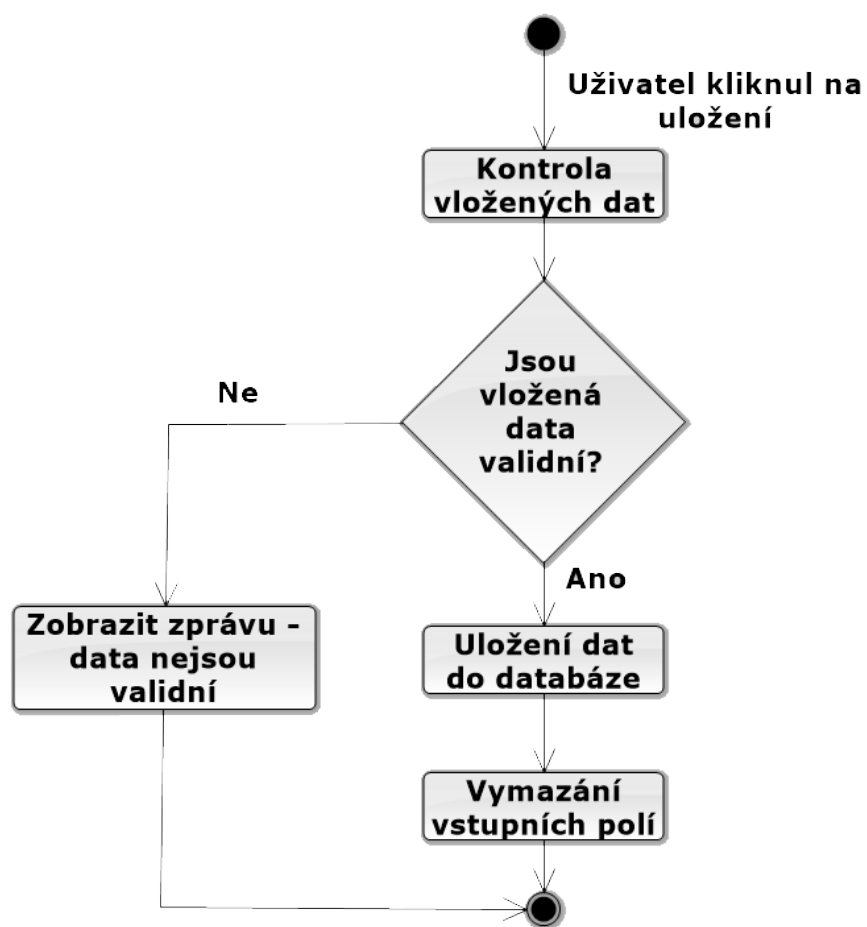 Uživatel kliknul na
uložení
Kontrola
vložených dat
Jsou
vložená
data
validní?
Ne
Ano
Zobrazit zprávu -
data nejsou
validní
Uložení dat
do databáze
Vymazání
vstupních polí